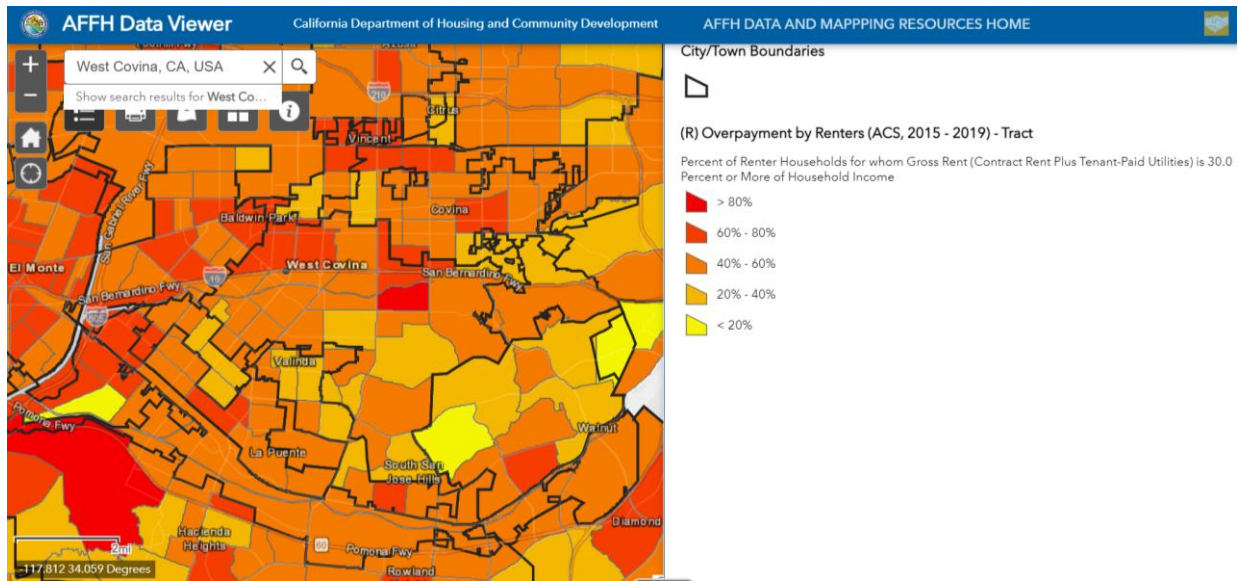 AFFH Data Viewer
California Department of Housing and Community Development
AFFH DATA AND MAPPPING RESOURCES HOME
+
West Covina, CA, USA
Show search results for West Co...
−
210
Citrus
Vincent
San Gabriel River Fwy
Baldwin Park
Covina
El Monte
West Covina
San Bernardino Fwy
10
San Bernardino Fwy
605
Valinda
Pomona Fwy
Walnut
La Puente
South San
Jose Hills
Diamond
Hacienda
Heights
2mi
60
Pomona Fwy
-117.812 34.059 Degrees
Rowland
City/Town Boundaries
(R) Overpayment by Renters (ACS, 2015 - 2019) - Tract
Percent of Renter Households for whom Gross Rent (Contract Rent Plus Tenant-Paid Utilities) is 30.0
Percent or More of Household Income
> 80%
60% - 80%
40% - 60%
20% - 40%
< 20%